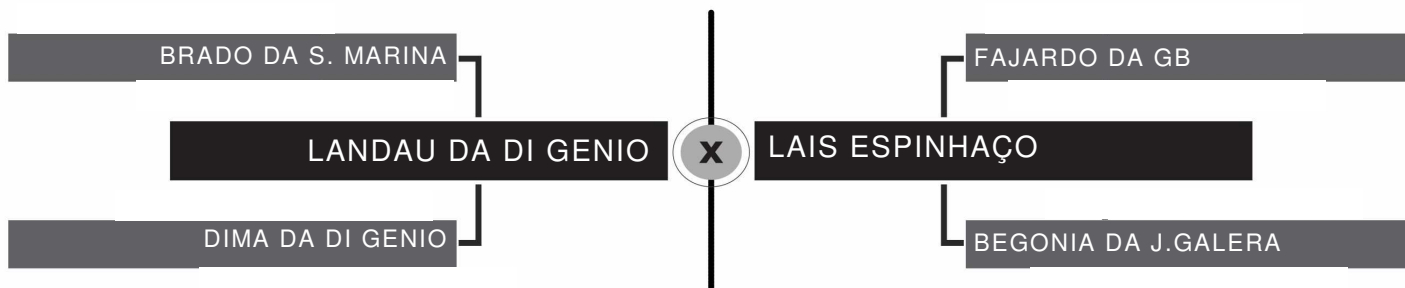 BRADO DA S. MARINA
FAJARDO DA GB
LANDAU DA DI GENIO
X
LAIS ESPINHAÇO
DIMA DA DI GENIO
BEGONIA DA J.GALERA